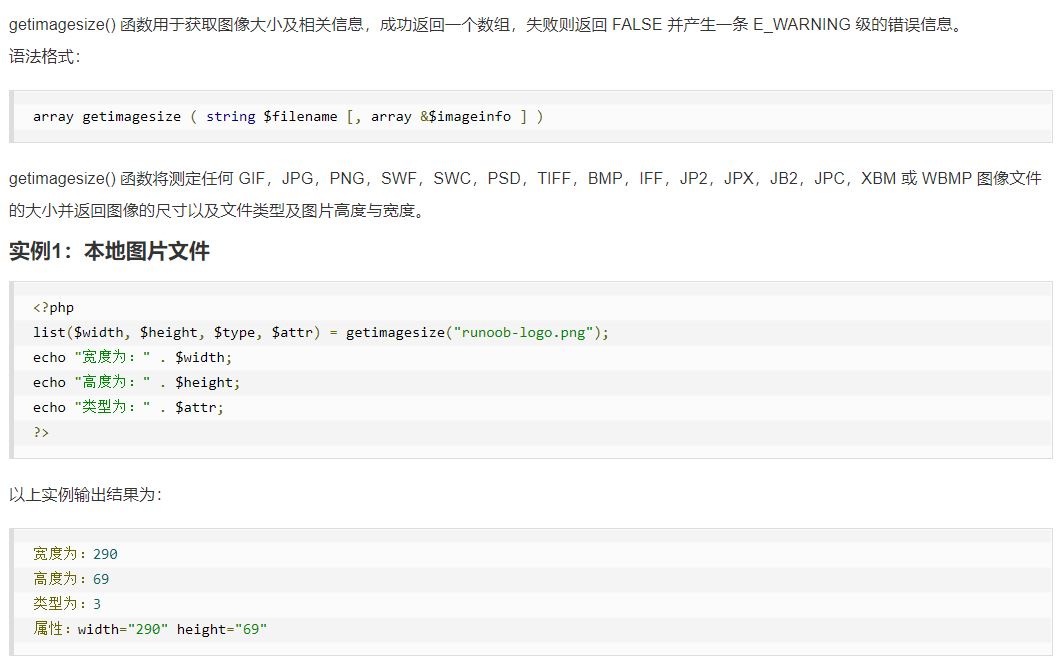 getimagesize() 函数用于获取图像大小及相关信息，成功返回一个数组，失败则返回 FALSE 并产生一条 E_WARNING 级的错误信息。
语法格式：
array getimagesize ( string $filename [, array &$imageinfo ] )
getimagesize() 函数将测定任何 GIF，JPG，PNG，SWF，SWC，PSD，TIFF，BMP，IFF，JP2，JPX，JB2，JPC，XBM 或 WBMP 图像文件
的大小并返回图像的尺寸以及文件类型及图片高度与宽度。
实例1：本地图片文件
<?php
list($width, $height, $type, $attr) = getimagesize("runoob-logo.png");
echo "宽度为：" . $width;
echo "高度为：" . $height;
echo "类型为：" . $attr;
?>
以上实例输出结果为：
宽度为：290
高度为：69
类型为：3
属性：width="290" height="69"